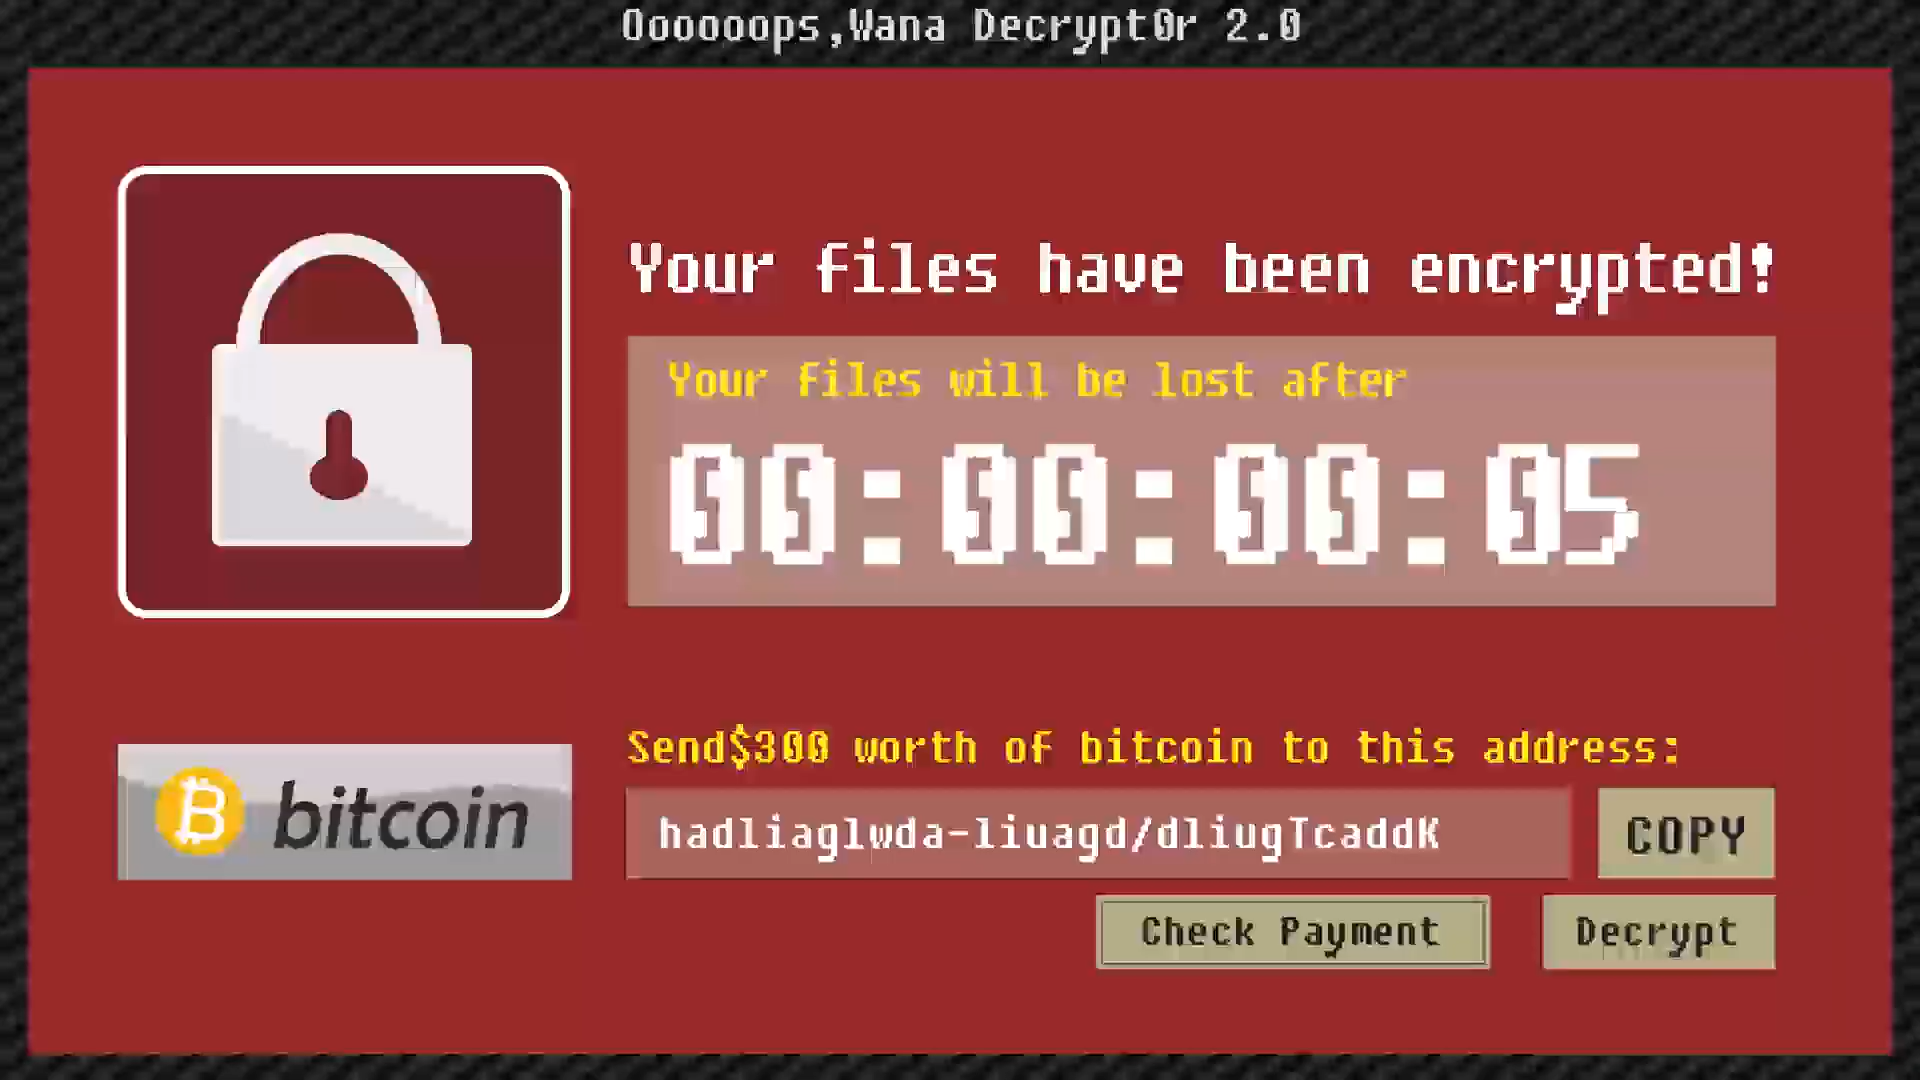 Oooooops,Wana Decrypt0r 2.0
Your files have been encrypted!
Your files will be lost after
00:00:00:05
bitcoin
Send$300 worth of bitcoin to this address:
hadliaglwda-liuagd/dliugTcaddK
COPY
Check Payment
Decrypt